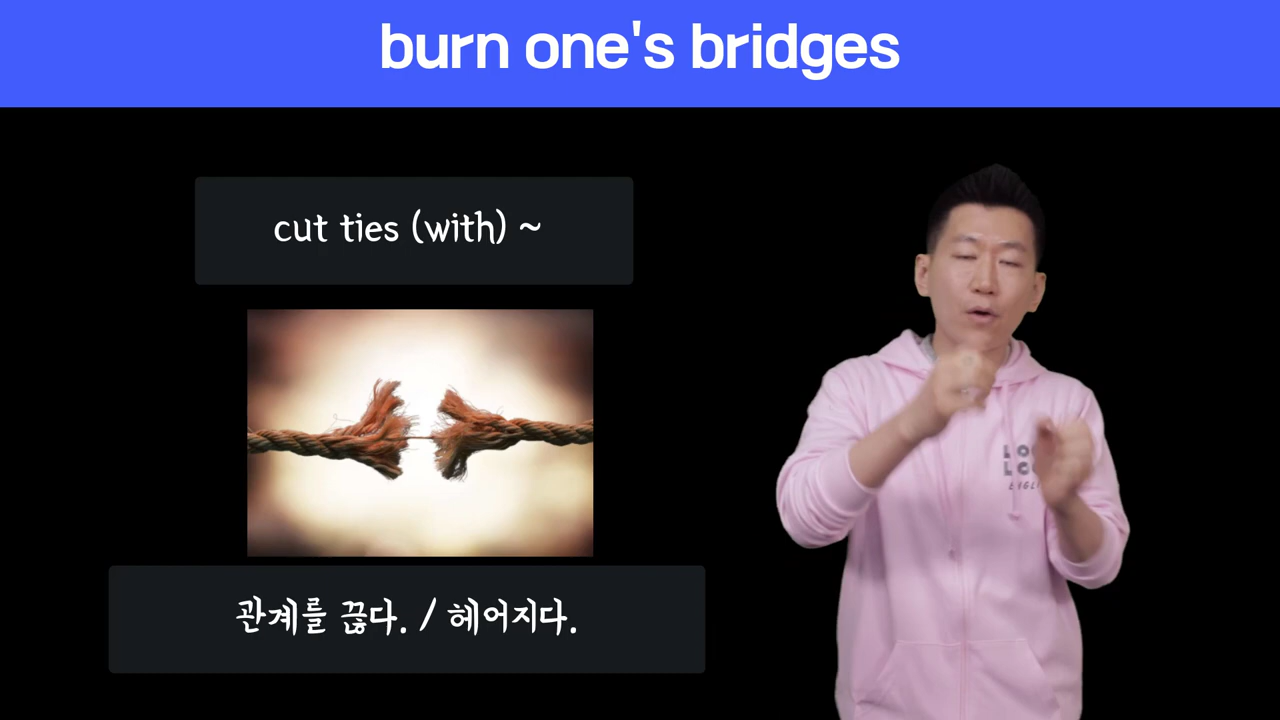 burn one's bridges
cut ties (with) ~
관계를 끊다. / 헤어지다.